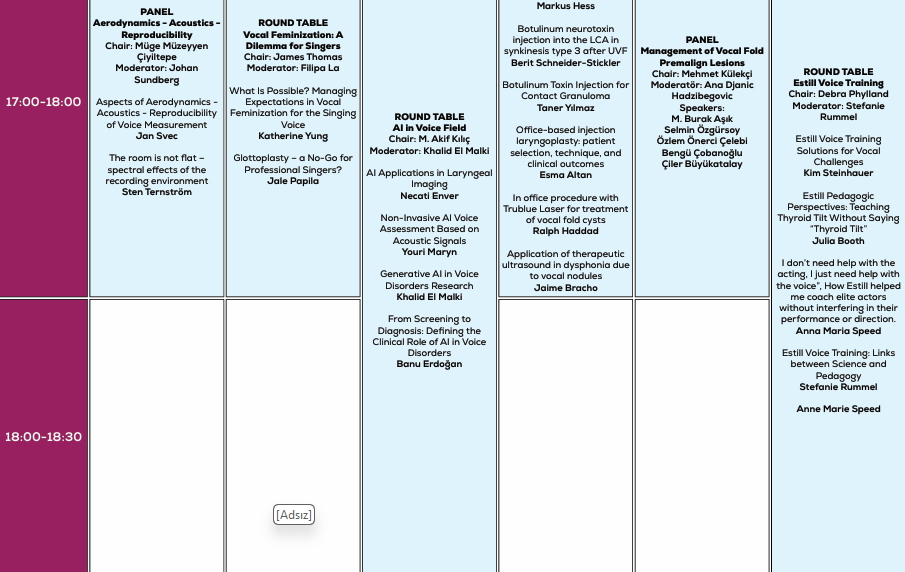 17:00-18:00
PANEL
Aerodynamics – Acoustics –
Reproducibility
Chair: Müge Müzeyyen
Çiyiltepe
Moderator: Johan
Sundberg
Aspects of Aerodynamics -
Acoustics - Reproducibility
of Voice Measurement
Jan Svec
The room is not flat –
spectral effects of the
recording environment
Sten Ternström
ROUND TABLE
Vocal Feminization: A
Dilemma for Singers
Chair: James Thomas
Moderator: Filipa La
What Is Possible? Managing
Expectations in Vocal
Feminization for the Singing
Voice
Katherine Yung
Glottoplasty – a No-Go for
Professional Singers?
Jale Papila
ROUND TABLE
AI in Voice Field
Chair: M. Akif Kılıç
Moderator: Khalid El Malki
AI Applications in Laryngeal
Imaging
Necati Enver
Non-Invasive AI Voice
Assessment Based on
Acoustic Signals
Youri Maryn
Generative AI in Voice
Disorders Research
Khalid El Malki
From Screening to
Diagnosis: Defining the
Clinical Role of AI in Voice
Disorders
Banu Erdoğan
Markus Hess
Botulinum neurotoxin
injection into the LCA in
synkinesis type 3 after UVF
Berit Schneider-Stickler
Botulinum Toxin Injection for
Contact Granuloma
Taner Yılmaz
Office-based injection
laryngoplasty: patient
selection, technique, and
clinical outcomes
Esma Altan
In office procedure with
Trublue Laser for treatment
of vocal fold cysts
Ralph Haddad
Application of therapeutic
ultrasound in dysphonia due
to vocal nodules
Jaime Bracho
PANEL
Management of Vocal Fold
Premalign Lesions
Chair: Mehmet Külekçi
Moderatör: Ana Djanic
Hadzibegovic
Speakers:
M. Burak Aşık
Selmin Özgürsoy
Özlem Önerci Çelebi
Bengü Çobanoğlu
Çiler Büyükatalay
ROUND TABLE
Estill Voice Training
Chair: Debra Phylland
Moderator: Stefanie
Rummel
Estill Voice Training
Solutions for Vocal
Challenges
Kim Steinhauer
Estill Pedagogic
Perspectives: Teaching
Thyroid Tilt Without Saying
"Thyroid Tilt"
Julia Booth
I don't need help with the
acting, I just need help with
the voice", How Estill helped
me coach elite actors
without interfering in their
performance or direction.
Anna Maria Speed
Estill Voice Training: Links
between Science and
Pedagogy
Stefanie Rummel
Anne Marie Speed
18:00-18:30
[Adsız]